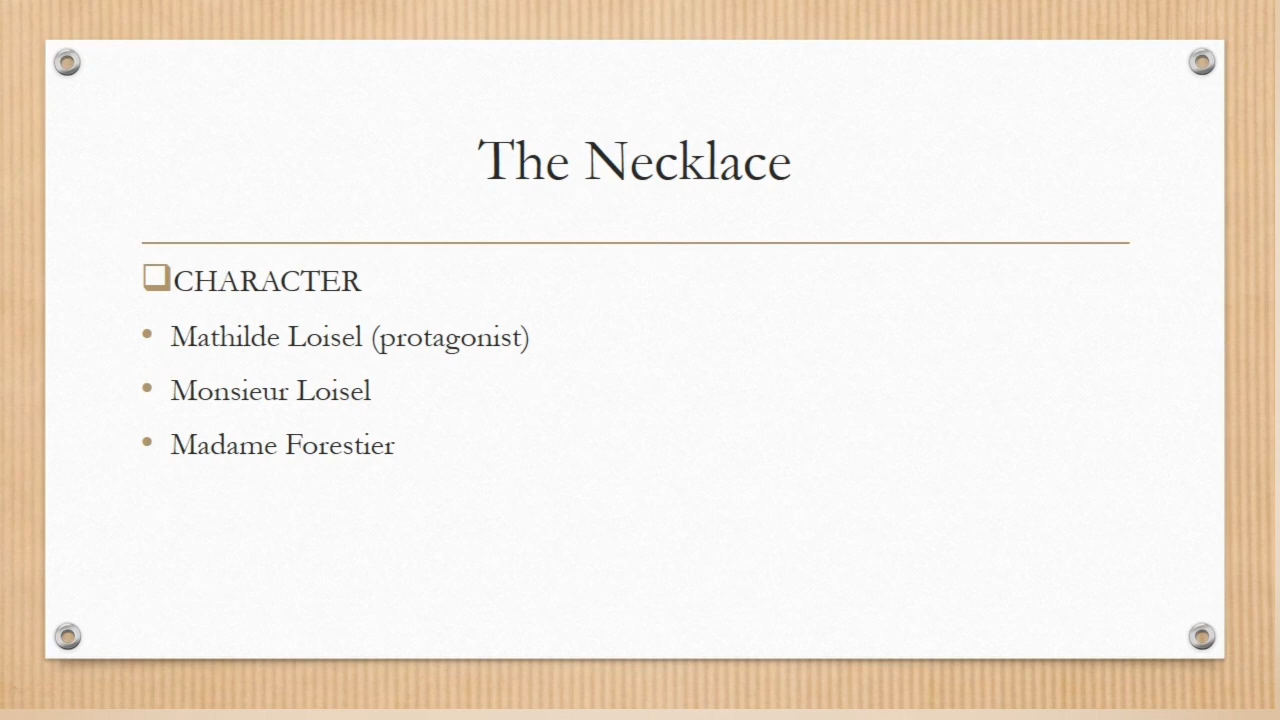 The Necklace
CHARACTER
• Mathilde Loisel (protagonist)
• Monsieur Loisel
• Madame Forestier